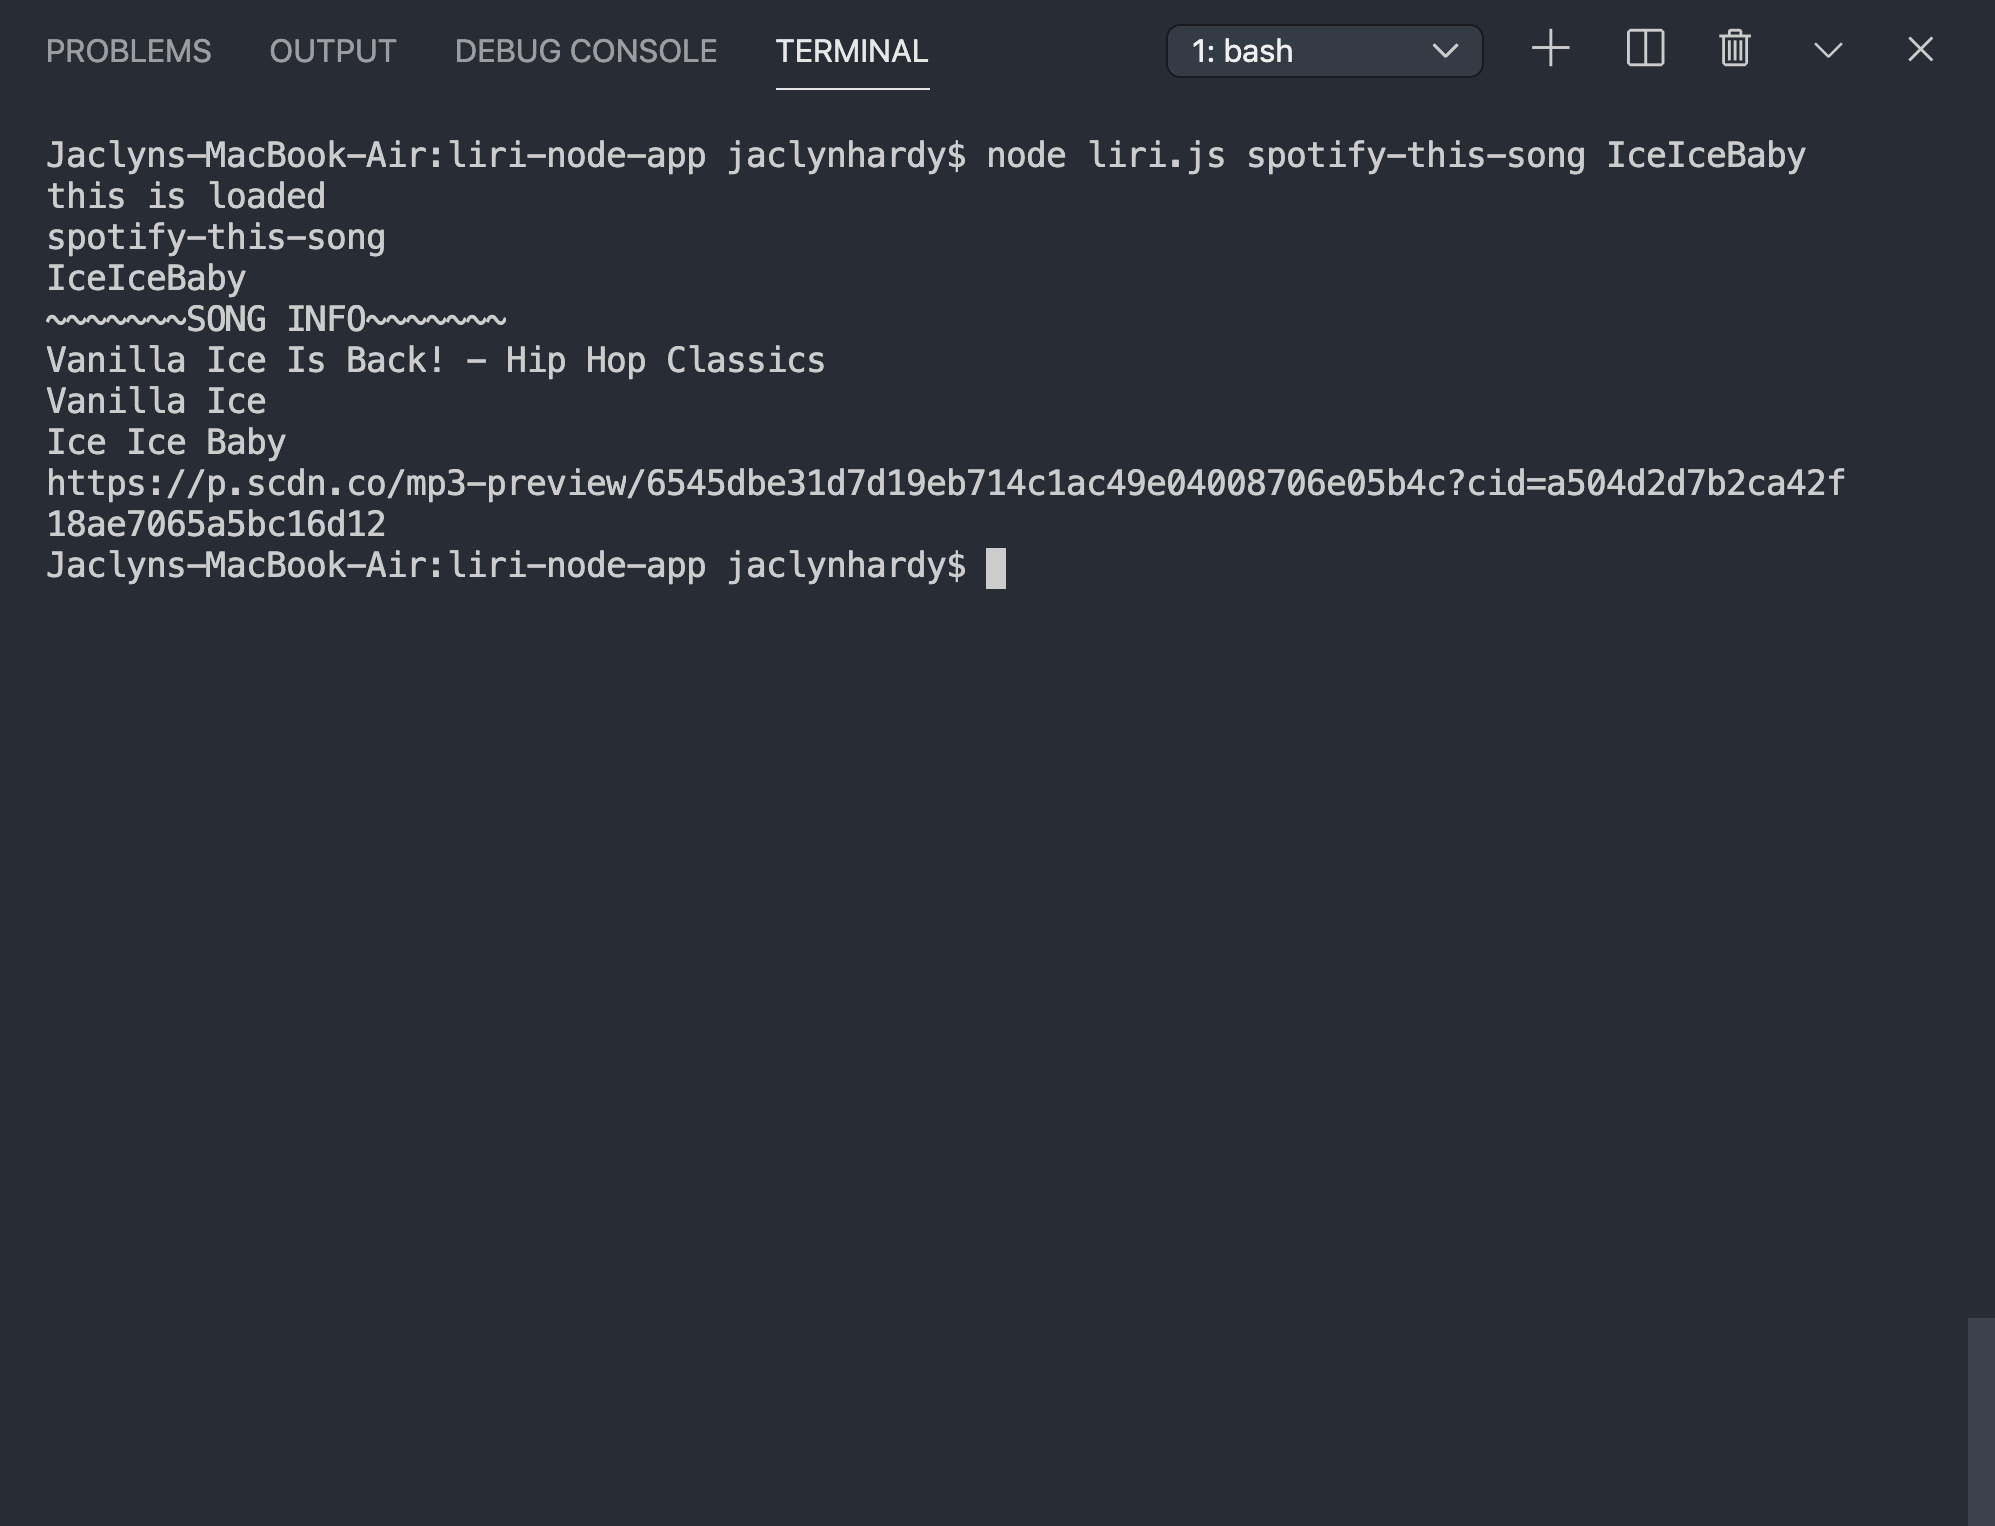 PROBLEMS OUTPUT DEBUG CONSOLE TERMINAL 1: bash
Jaclyns-MacBook-Air:liri-node-app jaclynhardy$ node liri.js spotify-this-song IceIceBaby
this is loaded
spotify-this-song
IceIceBaby
~~~~~~~SONG INFO~~~~~~~
Vanilla Ice Is Back! - Hip Hop Classics
Vanilla Ice
Ice Ice Baby
https://p.scdn.co/mp3-preview/6545dbe31d7d19eb714c1ac49e04008706e05b4c?cid=a504d2d7b2ca42f
18ae7065a5bc16d12
Jaclyns-MacBook-Air:liri-node-app jaclynhardy$